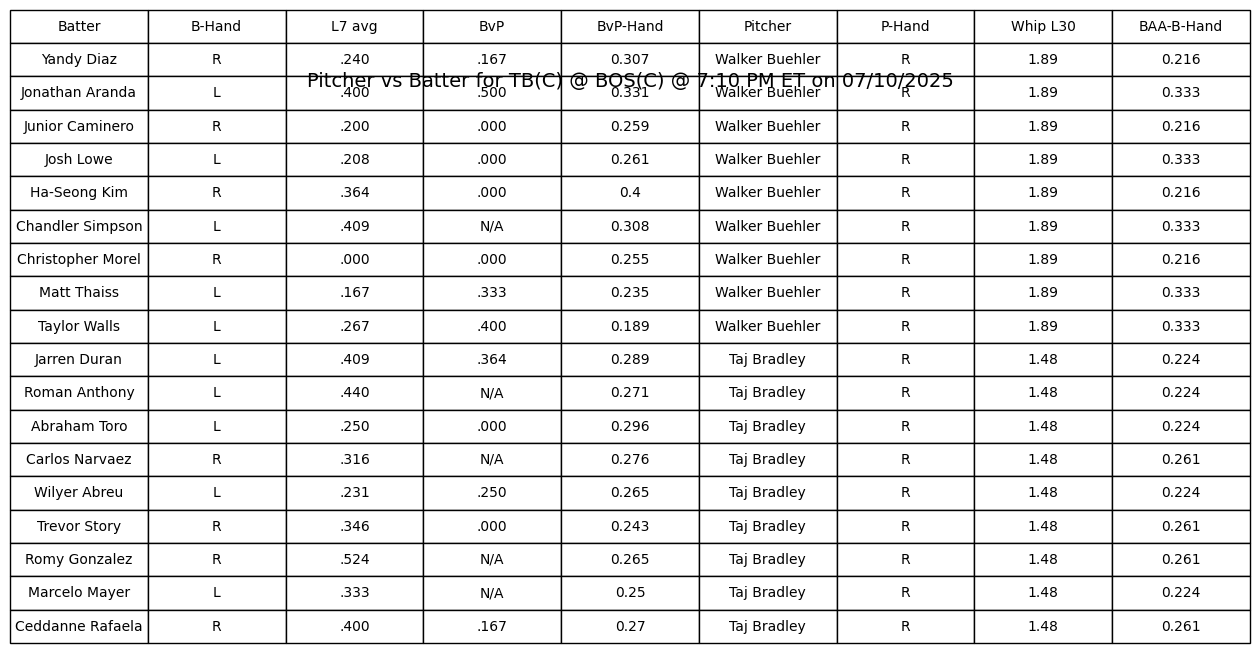 Batter B-Hand L7 avg BvP BvP-Hand Pitcher P-Hand Whip L30 BAA-B-Hand
Yandy Diaz R .240 .167 0.307 Walker Buehler R 1.89 0.216
Pitcher vs Batter for TB(C) @ BOS(C) @ 7:10 PM ET on 07/10/2025
Jonathan Aranda L .400 .500 0.331 Walker Buehler R 1.89 0.333
Junior Caminero R .200 .000 0.259 Walker Buehler R 1.89 0.216
Josh Lowe L .208 .000 0.261 Walker Buehler R 1.89 0.333
Ha-Seong Kim R .364 .000 0.4 Walker Buehler R 1.89 0.216
Chandler Simpson L .409 N/A 0.308 Walker Buehler R 1.89 0.333
Christopher Morel R .000 .000 0.255 Walker Buehler R 1.89 0.216
Matt Thaiss L .167 .333 0.235 Walker Buehler R 1.89 0.333
Taylor Walls L .267 .400 0.189 Walker Buehler R 1.89 0.333
Jarren Duran L .409 .364 0.289 Taj Bradley R 1.48 0.224
Roman Anthony L .440 N/A 0.271 Taj Bradley R 1.48 0.224
Abraham Toro L .250 .000 0.296 Taj Bradley R 1.48 0.224
Carlos Narvaez R .316 N/A 0.276 Taj Bradley R 1.48 0.261
Wilyer Abreu L .231 .250 0.265 Taj Bradley R 1.48 0.224
Trevor Story R .346 .000 0.243 Taj Bradley R 1.48 0.261
Romy Gonzalez R .524 N/A 0.265 Taj Bradley R 1.48 0.261
Marcelo Mayer L .333 N/A 0.25 Taj Bradley R 1.48 0.224
Ceddanne Rafaela R .400 .167 0.27 Taj Bradley R 1.48 0.261